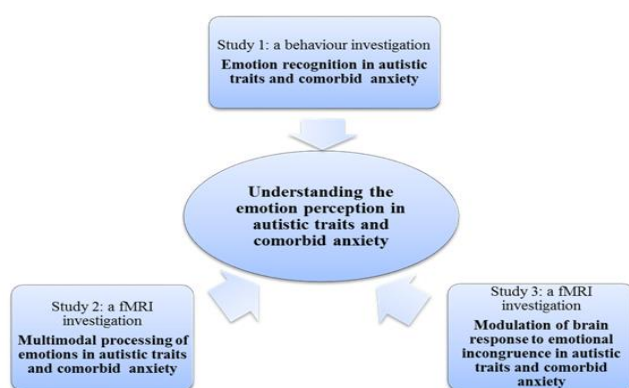 Study 1: a behaviour investigation
Emotion recognition in autistic
traits and comorbid anxiety
Understanding the
emotion perception in
autistic traits and
comorbid anxiety
Study 2: a fMRI
investigation
Multimodal processing of
emotions in autistic traits
and comorbid anxiety
Study 3: a fMRI
investigation
Modulation of brain
response to emotional
incongruence in autistic
traits and comorbid
anxiety